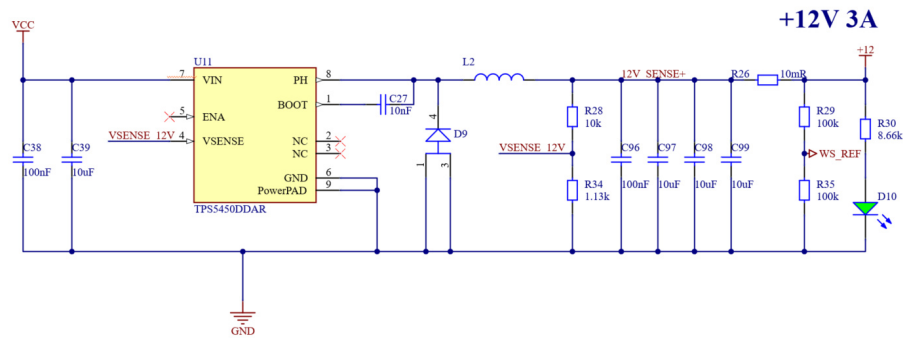 +12V 3A
VCC
U11
7 VIN
PH 8
BOOT 1
5 ENA
VSENSE_12V 4 VSENSE
NC 2
NC 3
GND 6
PowerPAD 9
TPS5450DDAR
C38
100nF
C39
10uF
GND
C27
10nF
L2
4
D9
1
3
12V_SENSE+
R28
10k
VSENSE_12V
R34
1.13k
C96
100nF
C97
10uF
C98
10uF
C99
10uF
R26 10mR
+12
R29
100k
WS_REF
R35
100k
R30
8.66k
D10